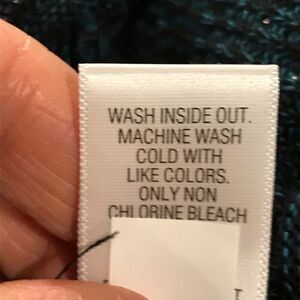 WASH INSIDE OUT.
MACHINE WASH
COLD WITH
LIKE COLORS.
ONLY NON
CHLORINE BLEACH